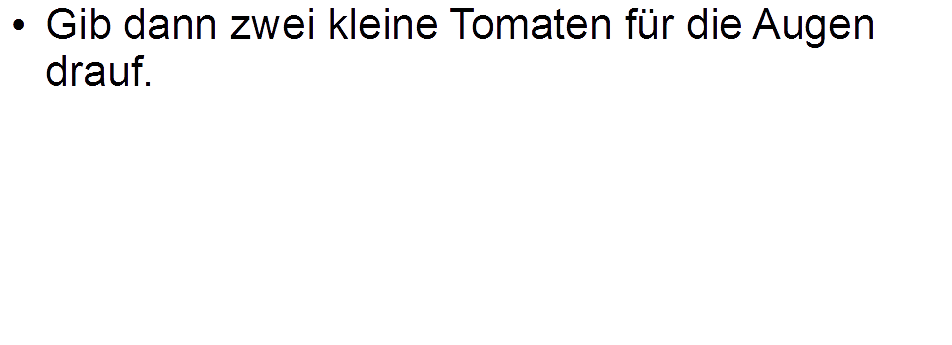 • Gib dann zwei kleine Tomaten für die Augen
drauf.